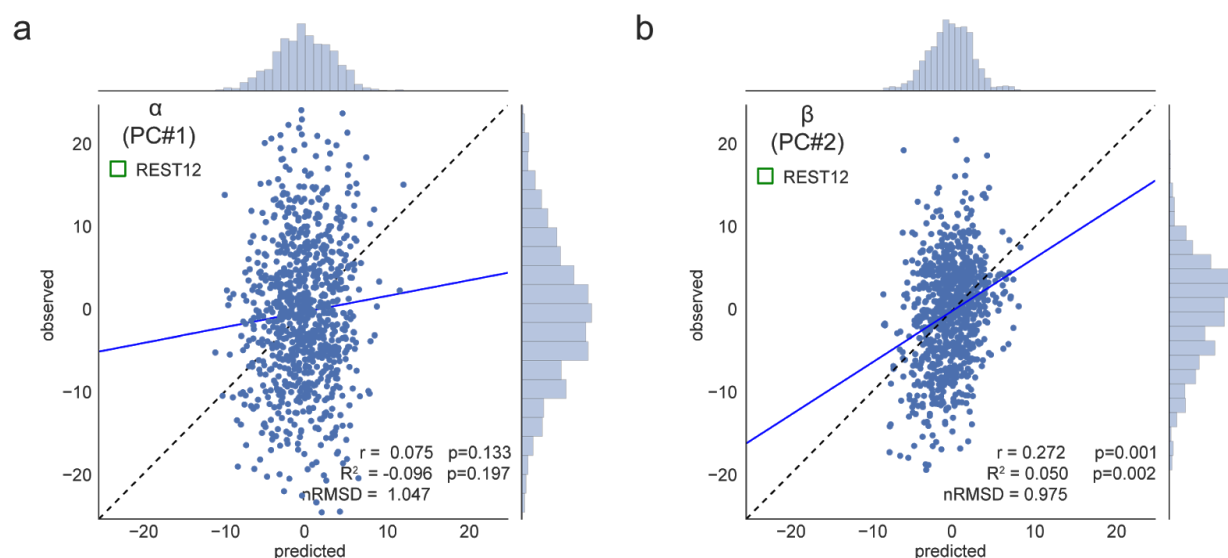 a
α
(PC#1)
REST12
20
10
0
−10
−20
observed
r = 0.075 p=0.133
R² = -0.096 p=0.197
nRMSD = 1.047
−20 −10 0 10 20
predicted
b
β
(PC#2)
REST12
20
10
0
−10
−20
observed
r = 0.272 p=0.001
R² = 0.050 p=0.002
nRMSD = 0.975
−20 −10 0 10 20
predicted